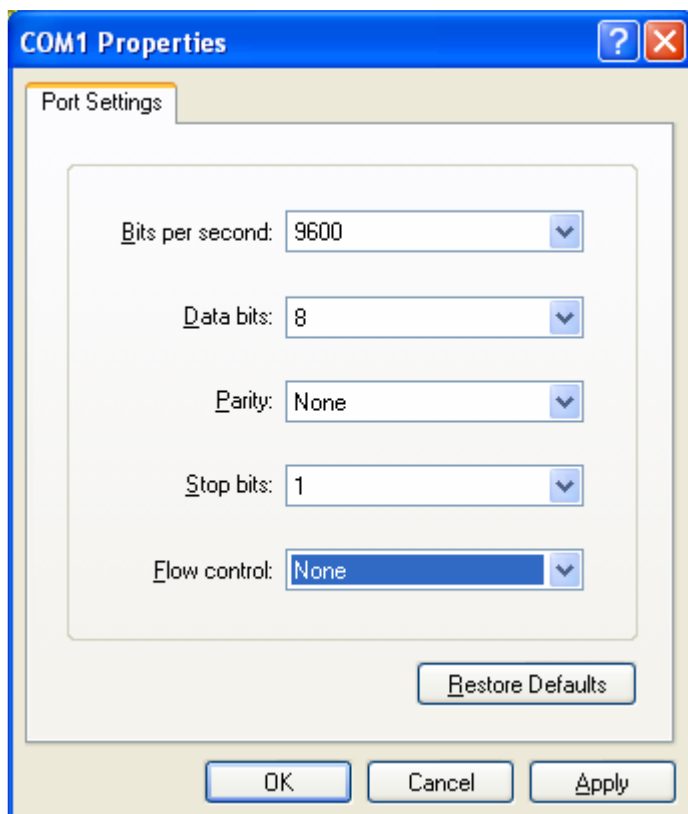 COM1 Properties
Port Settings
Bits per second: 9600
Data bits: 8
Parity: None
Stop bits: 1
Flow control: None
Restore Defaults
OK Cancel Apply